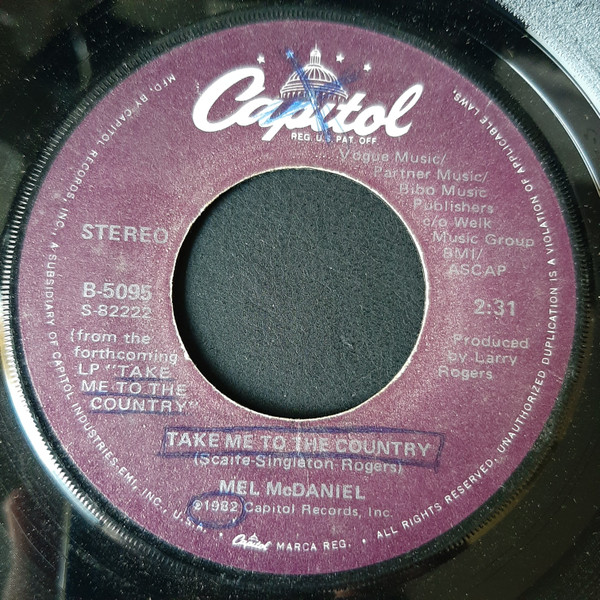 Capitol
REG. U.S. PAT. OFF
Vogue Music/
Partner Music/
Bibo Music
Publishers
c/o Welk
Music Group
BMI/
ASCAP
STEREO
B-5095
S-82222
2:31
(from the
forthcoming
LP "TAKE
ME TO THE
COUNTRY"
Produced
by Larry
Rogers
TAKE ME TO THE COUNTRY
(Scaife-Singleton Rogers)
MEL McDANIEL
℗1982 Capitol Records, Inc.
MFD. BY CAPITOL RECORDS, INC., A SUBSIDIARY OF CAPITOL INDUSTRIES-EMI, INC., U.S.A. • Capitol MARCA REG. • ALL RIGHTS RESERVED. UNAUTHORIZED DUPLICATION IS A VIOLATION OF APPLICABLE LAWS.